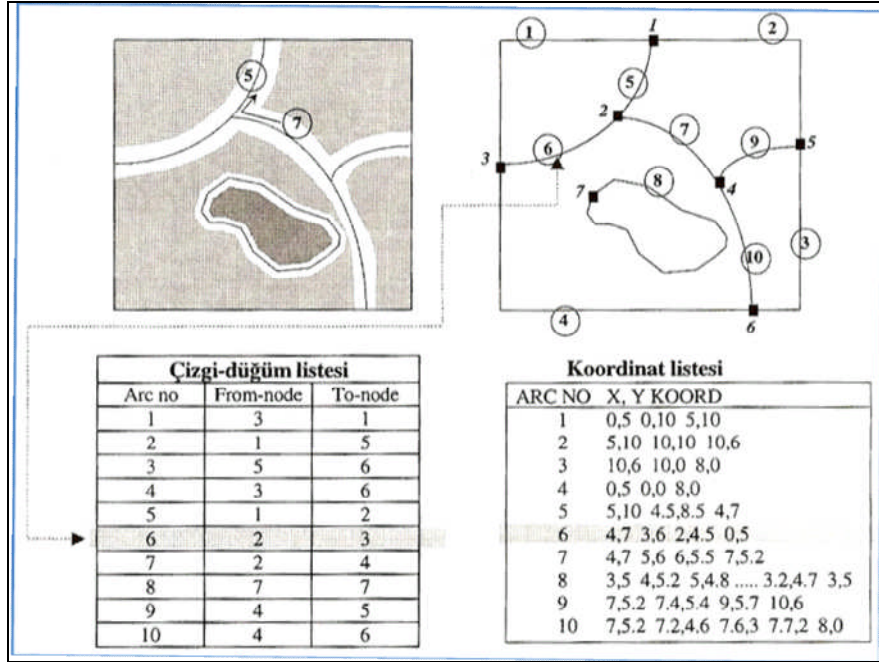 5
7
1
2
1
5
2
7
9
5
6
3
8
7
4
3
10
4
6
Çizgi-düğüm listesi
Arc no From-node To-node
1 3 1
2 1 5
3 5 6
4 3 6
5 1 2
6 2 3
7 2 4
8 7 7
9 4 5
10 4 6
Koordinat listesi
ARC NO X, Y KOORD
1 0,5 0,10 5,10
2 5,10 10,10 10,6
3 10,6 10,0 8,0
4 0,5 0,0 8,0
5 5,10 4.5,8.5 4,7
6 4,7 3,6 2,4.5 0,5
7 4,7 5,6 6,5.5 7,5.2
8 3,5 4,5.2 5,4.8 ..... 3.2,4.7 3,5
9 7,5.2 7.4,5.4 9,5.7 10,6
10 7,5.2 7.2,4.6 7.6,3 7.7,2 8,0